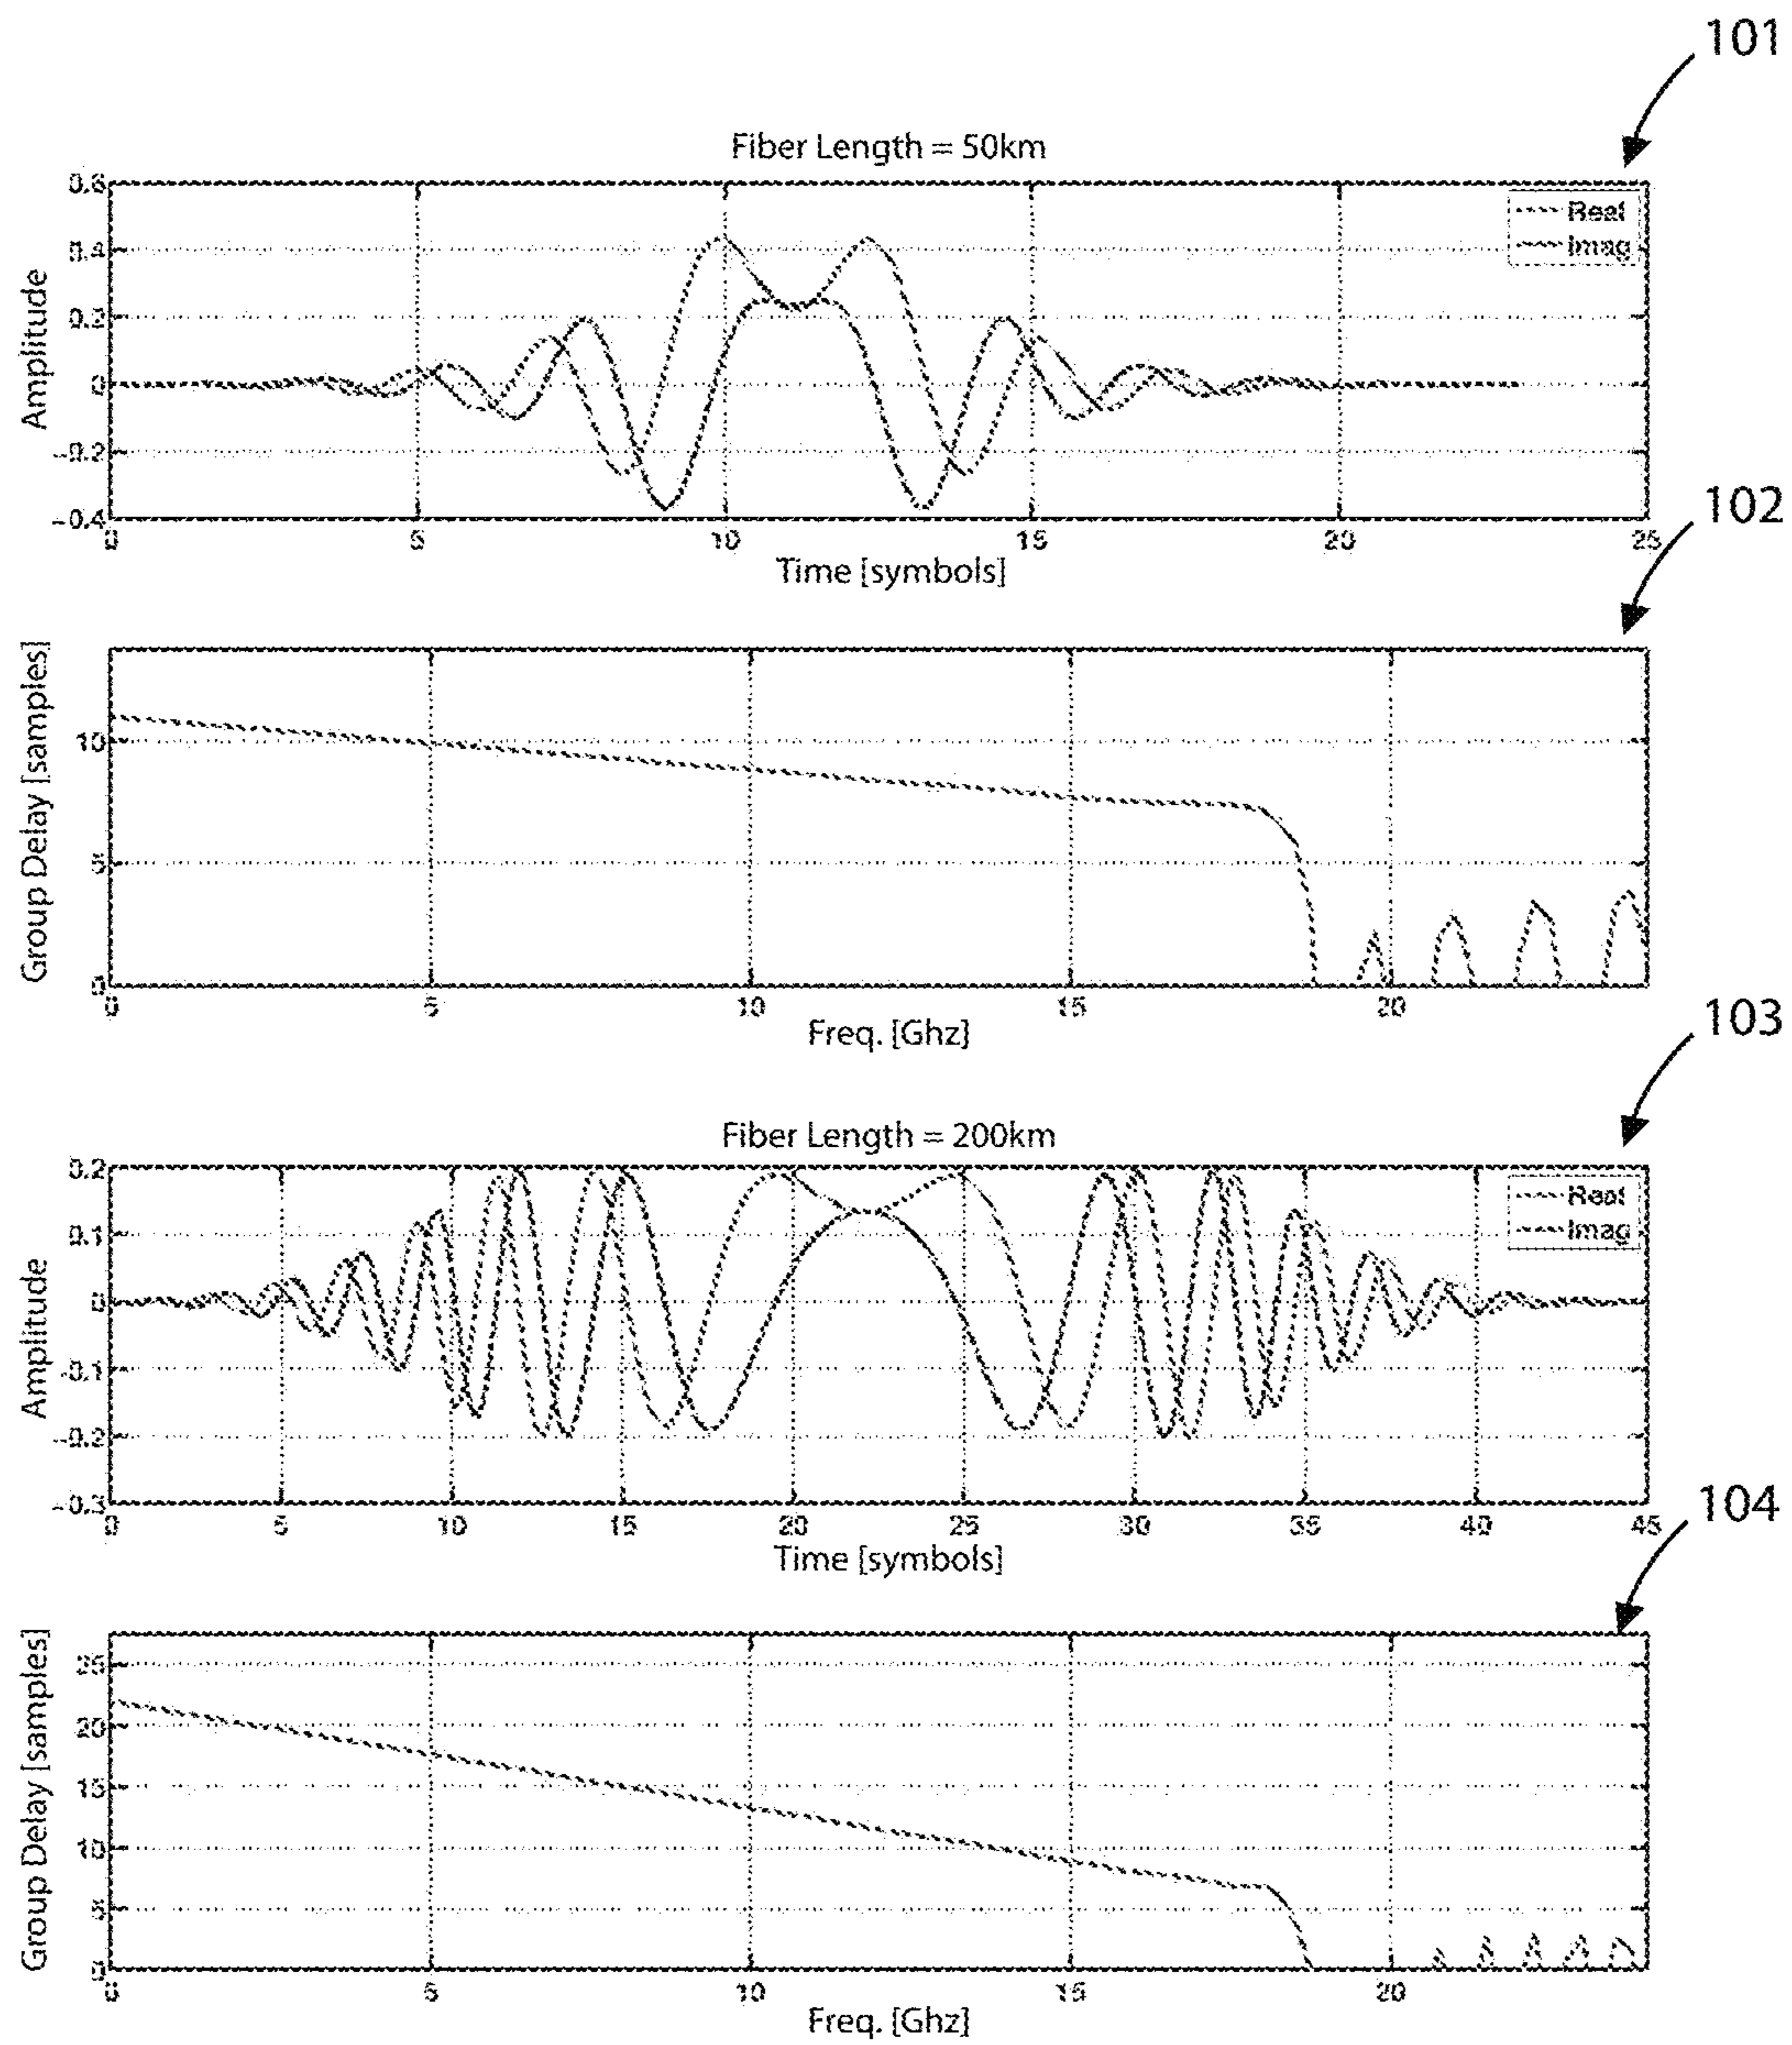 101
Fiber Length = 50km
0.6
Real
0.4
Imag
0.2
0
-0.2
-0.4
Amplitude
0 5 10 15 20 25
Time [symbols]
102
10
5
0
Group Delay [samples]
0 5 10 15 20
Freq. [Ghz]
103
Fiber Length = 200km
0.2
Real
0.1
Imag
0
-0.1
-0.2
-0.3
Amplitude
0 5 10 15 20 25 30 35 40 45
Time [symbols]
104
25
20
15
10
5
0
Group Delay [samples]
0 5 10 15 20
Freq. [Ghz]